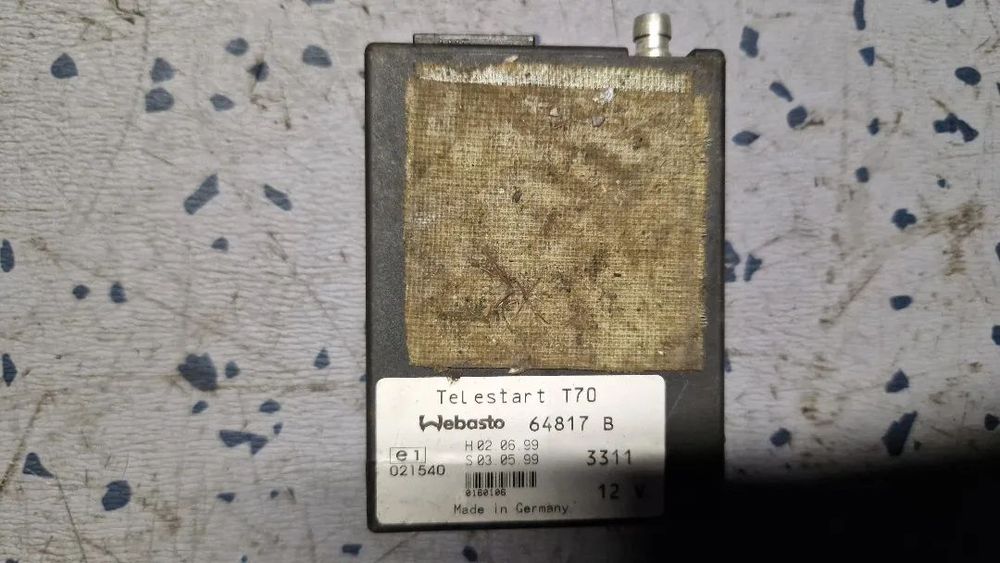 Telestart T70
Webasto 64817 B
H 02 06 99
e1 S 03 05 99 3311
021540
0160106 12 V
Made in Germany